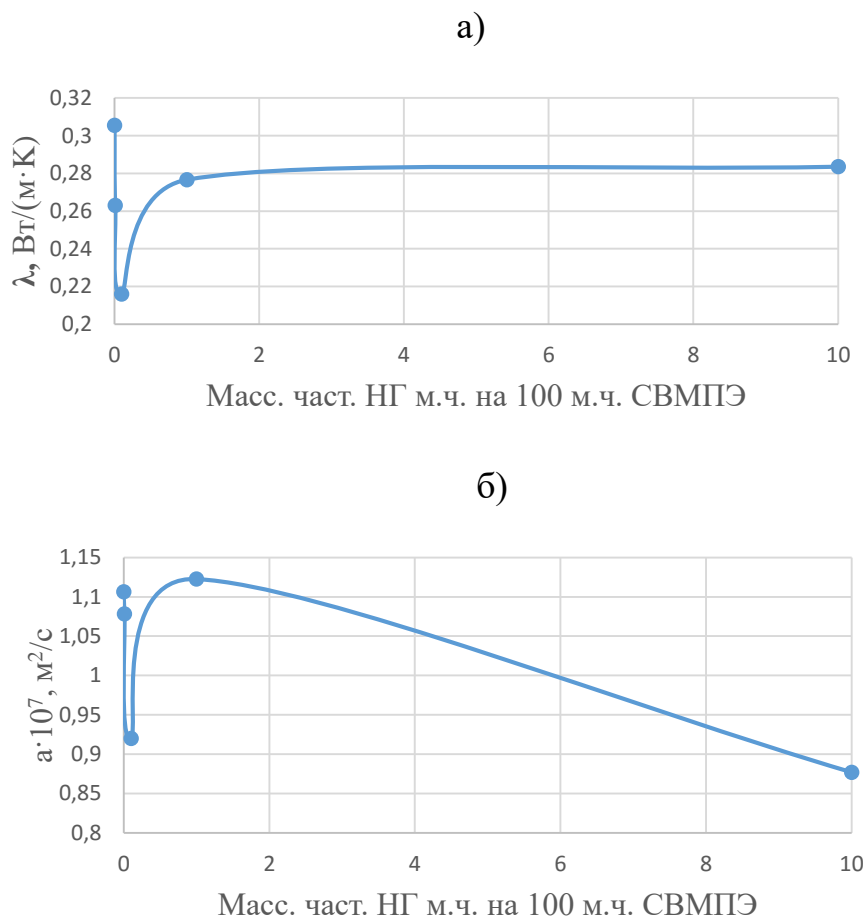 а)
0,32
0,3
0,28
0,26
0,24
0,22
0,2
λ, Вт/(м·К)
0 2 4 6 8 10
Масс. част. НГ м.ч. на 100 м.ч. СВМПЭ
б)
1,15
1,1
1,05
1
0,95
0,9
0,85
0,8
а·10⁷, м²/с
0 2 4 6 8 10
Масс. част. НГ м.ч. на 100 м.ч. СВМПЭ